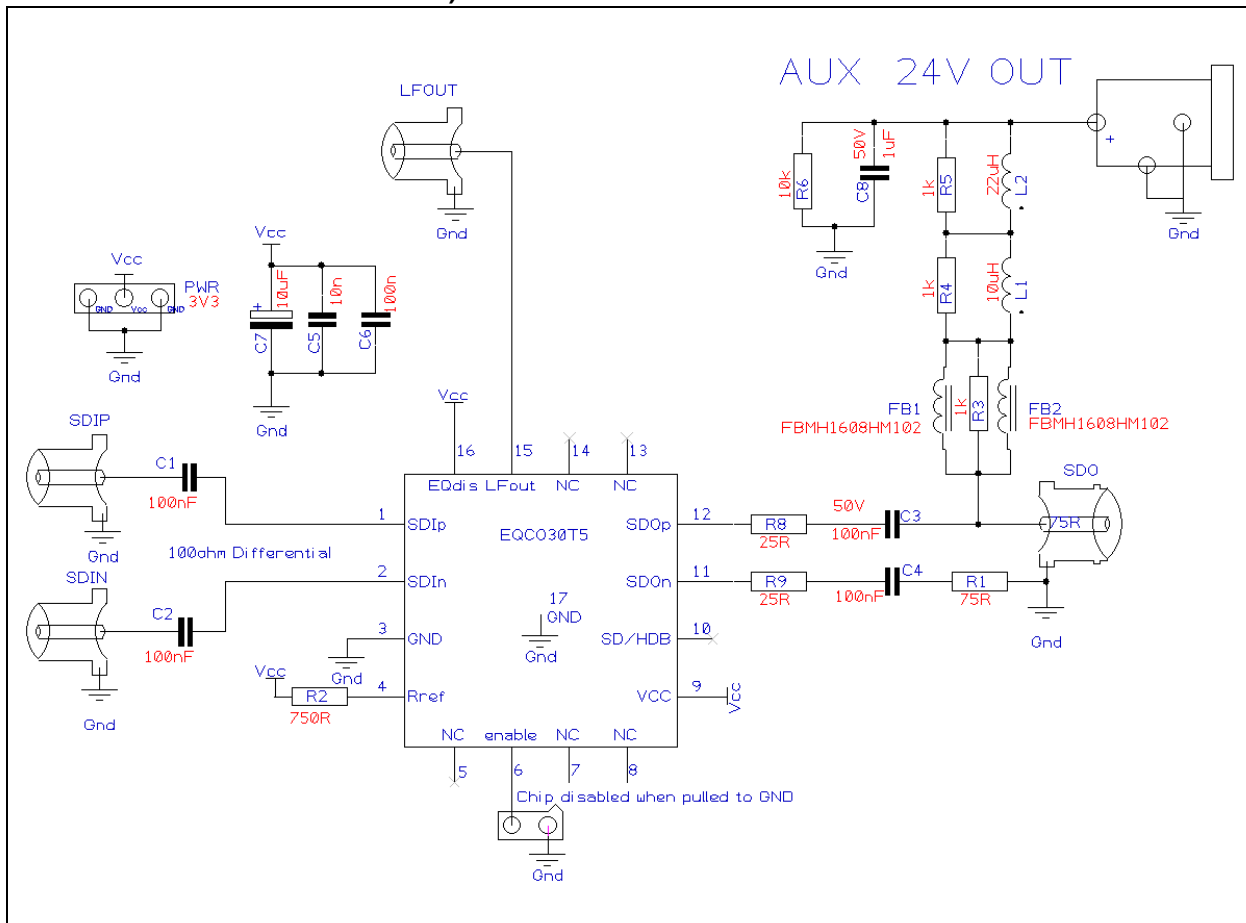 AUX 24V OUT
LFOUT
+
50V
1uF
10k
R6
C8
1k
R5
22uH
L2
Gnd
Gnd
Gnd
Vcc
Vcc
PWR
3V3
GND
Vcc
GND
Gnd
+
10uF
10n
100n
C7
C5
C6
Gnd
1k
R4
10uH
L1
FB1
FBMH1608HM102
1k
R3
FB2
FBMH1608HM102
Vcc
SDIP
C1
100nF
Gnd
16
15
14
13
EQdis
LFout
NC
NC
SDO
75R
1
SDIp
EQCO30T5
SDOp
12
R8
25R
50V
100nF
C3
100ohm Differential
SDIN
2
SDIn
SDOn
11
R9
25R
100nF
C4
R1
75R
Gnd
C2
100nF
Gnd
17
GND
Gnd
3
GND
Gnd
SD/HDB
10
Vcc
R2
750R
4
Rref
VCC
9
Vcc
NC
enable
NC
NC
5
6
7
8
Chip disabled when pulled to GND
Gnd